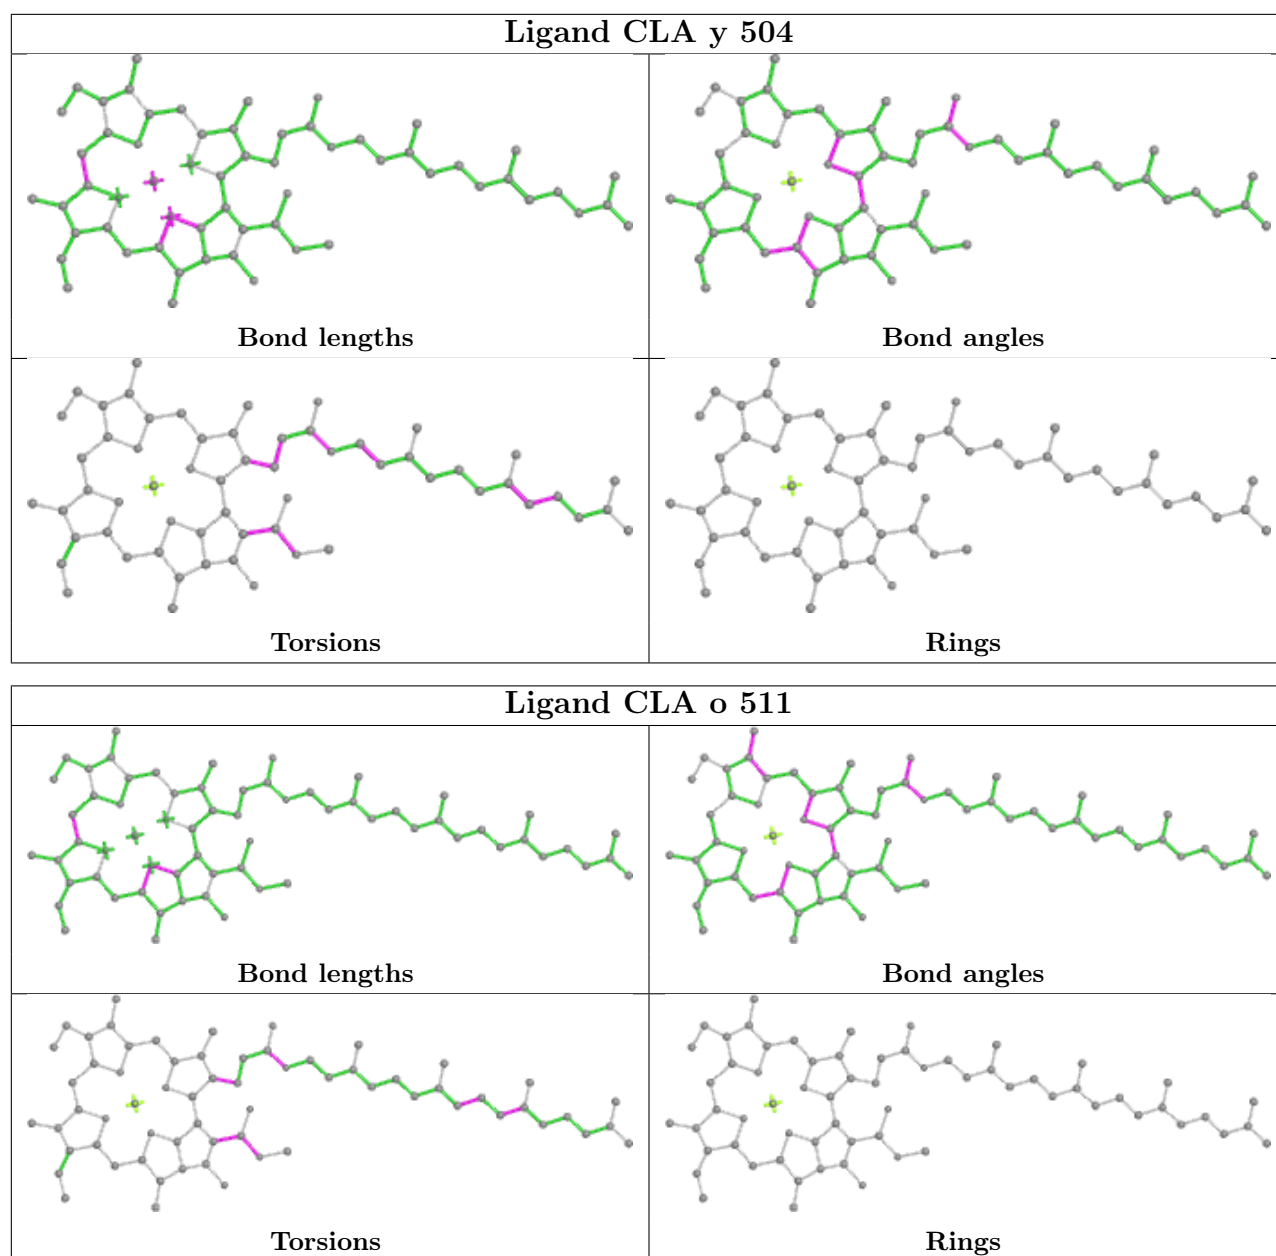 Ligand CLA y 504
Bond lengths
Bond angles
Torsions
Rings
Ligand CLA o 511
Bond lengths
Bond angles
Torsions
Rings